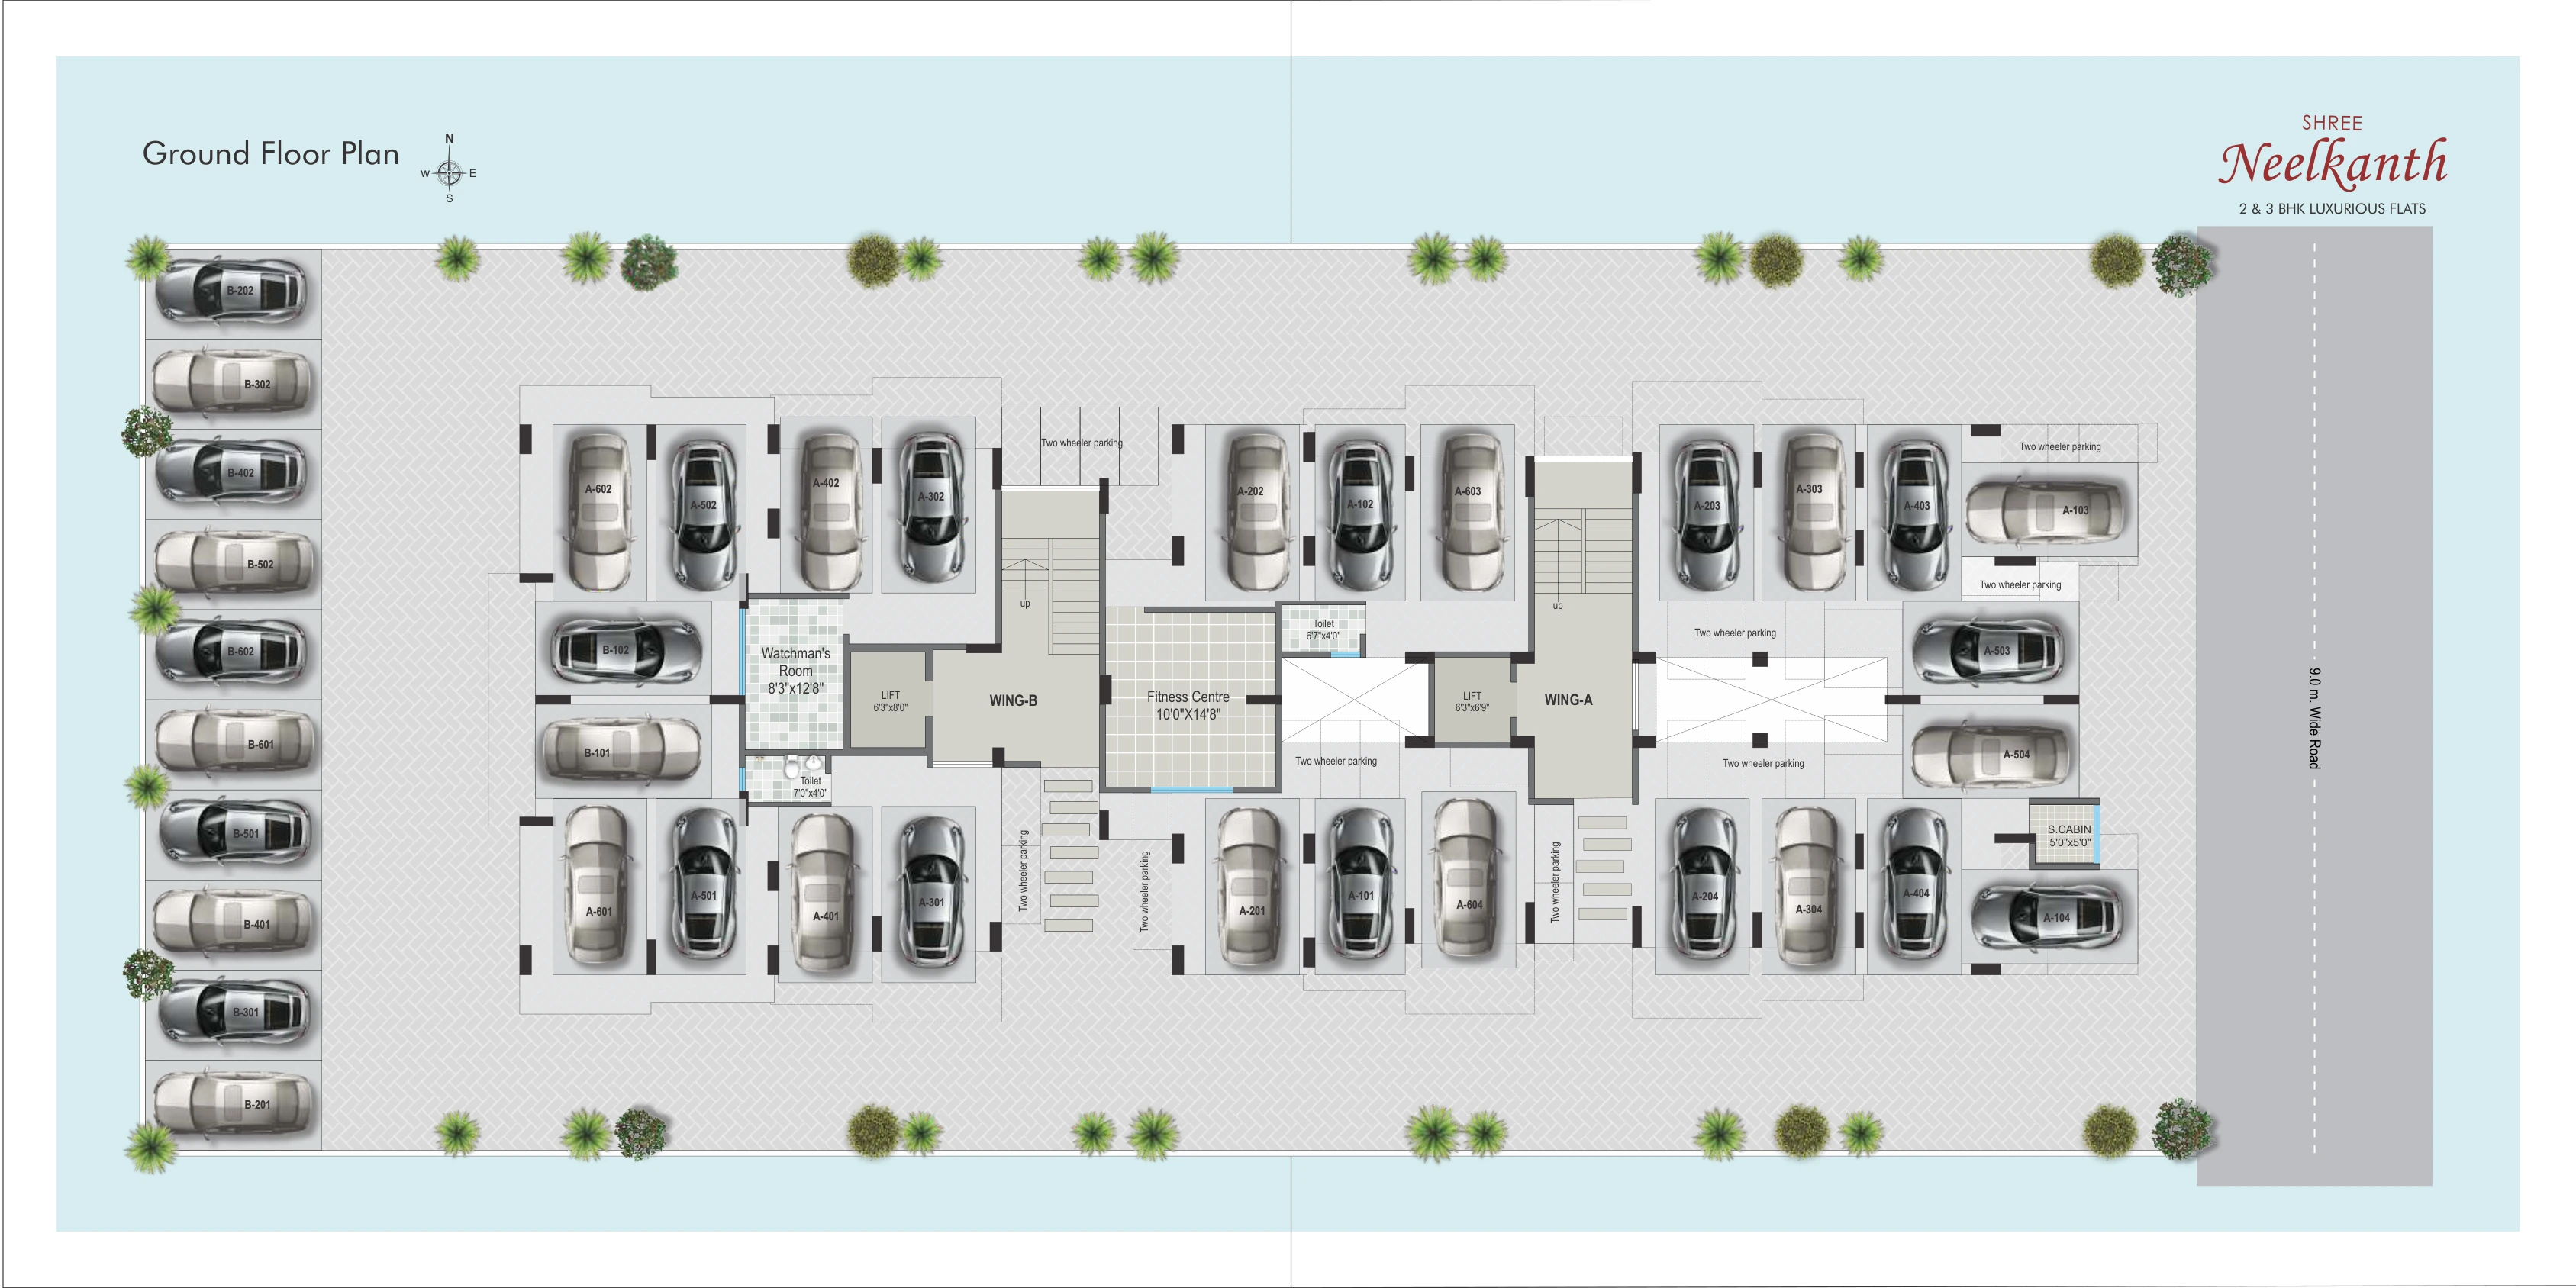 Ground Floor Plan
N
W
E
S
SHREE
Neelkanth
2 & 3 BHK LUXURIOUS FLATS
B-202
B-302
B-402
B-502
B-602
B-601
B-501
B-401
B-301
B-201
A-602
A-502
A-402
A-302
Two wheeler parking
up
B-102
B-101
Watchman's
Room
8'3"x12'8"
LIFT
6'3"x8'0"
WING-B
Toilet
7'0"x4'0"
A-601
A-501
A-401
A-301
Two wheeler parking
Two wheeler parking
Fitness Centre
10'0"X14'8"
A-202
A-102
A-603
Toilet
6'7"x4'0"
up
LIFT
6'3"x6'9"
WING-A
Two wheeler parking
A-201
A-101
A-604
Two wheeler parking
A-203
A-303
A-403
Two wheeler parking
A-103
Two wheeler parking
Two wheeler parking
A-503
A-504
Two wheeler parking
S.CABIN
5'0"x5'0"
A-204
A-304
A-404
A-104
9.0 m. Wide Road